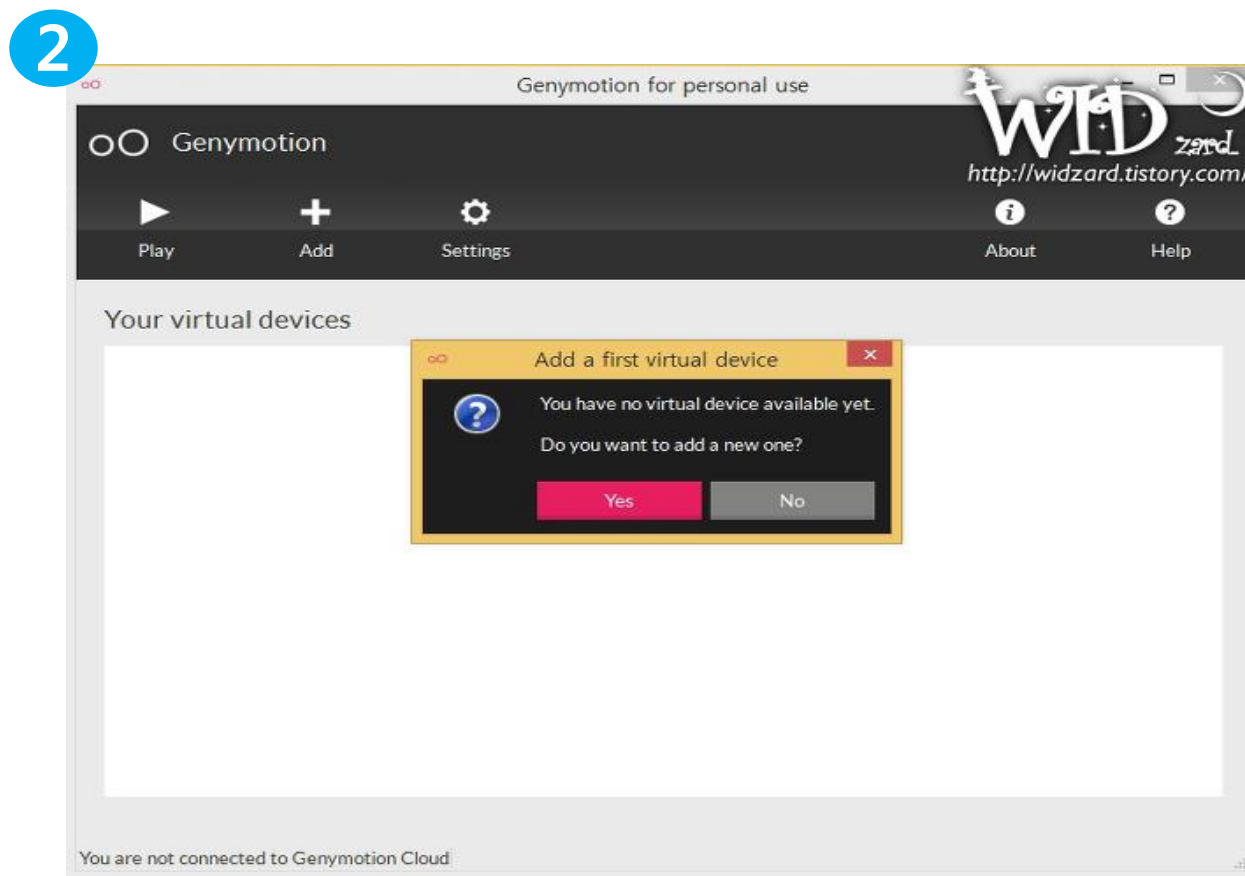 2
Genymotion for personal use
WIDzard
http://widzard.tistory.com/
oO Genymotion
Play Add Settings About Help
Your virtual devices
Add a first virtual device
You have no virtual device available yet.
Do you want to add a new one?
Yes No
You are not connected to Genymotion Cloud